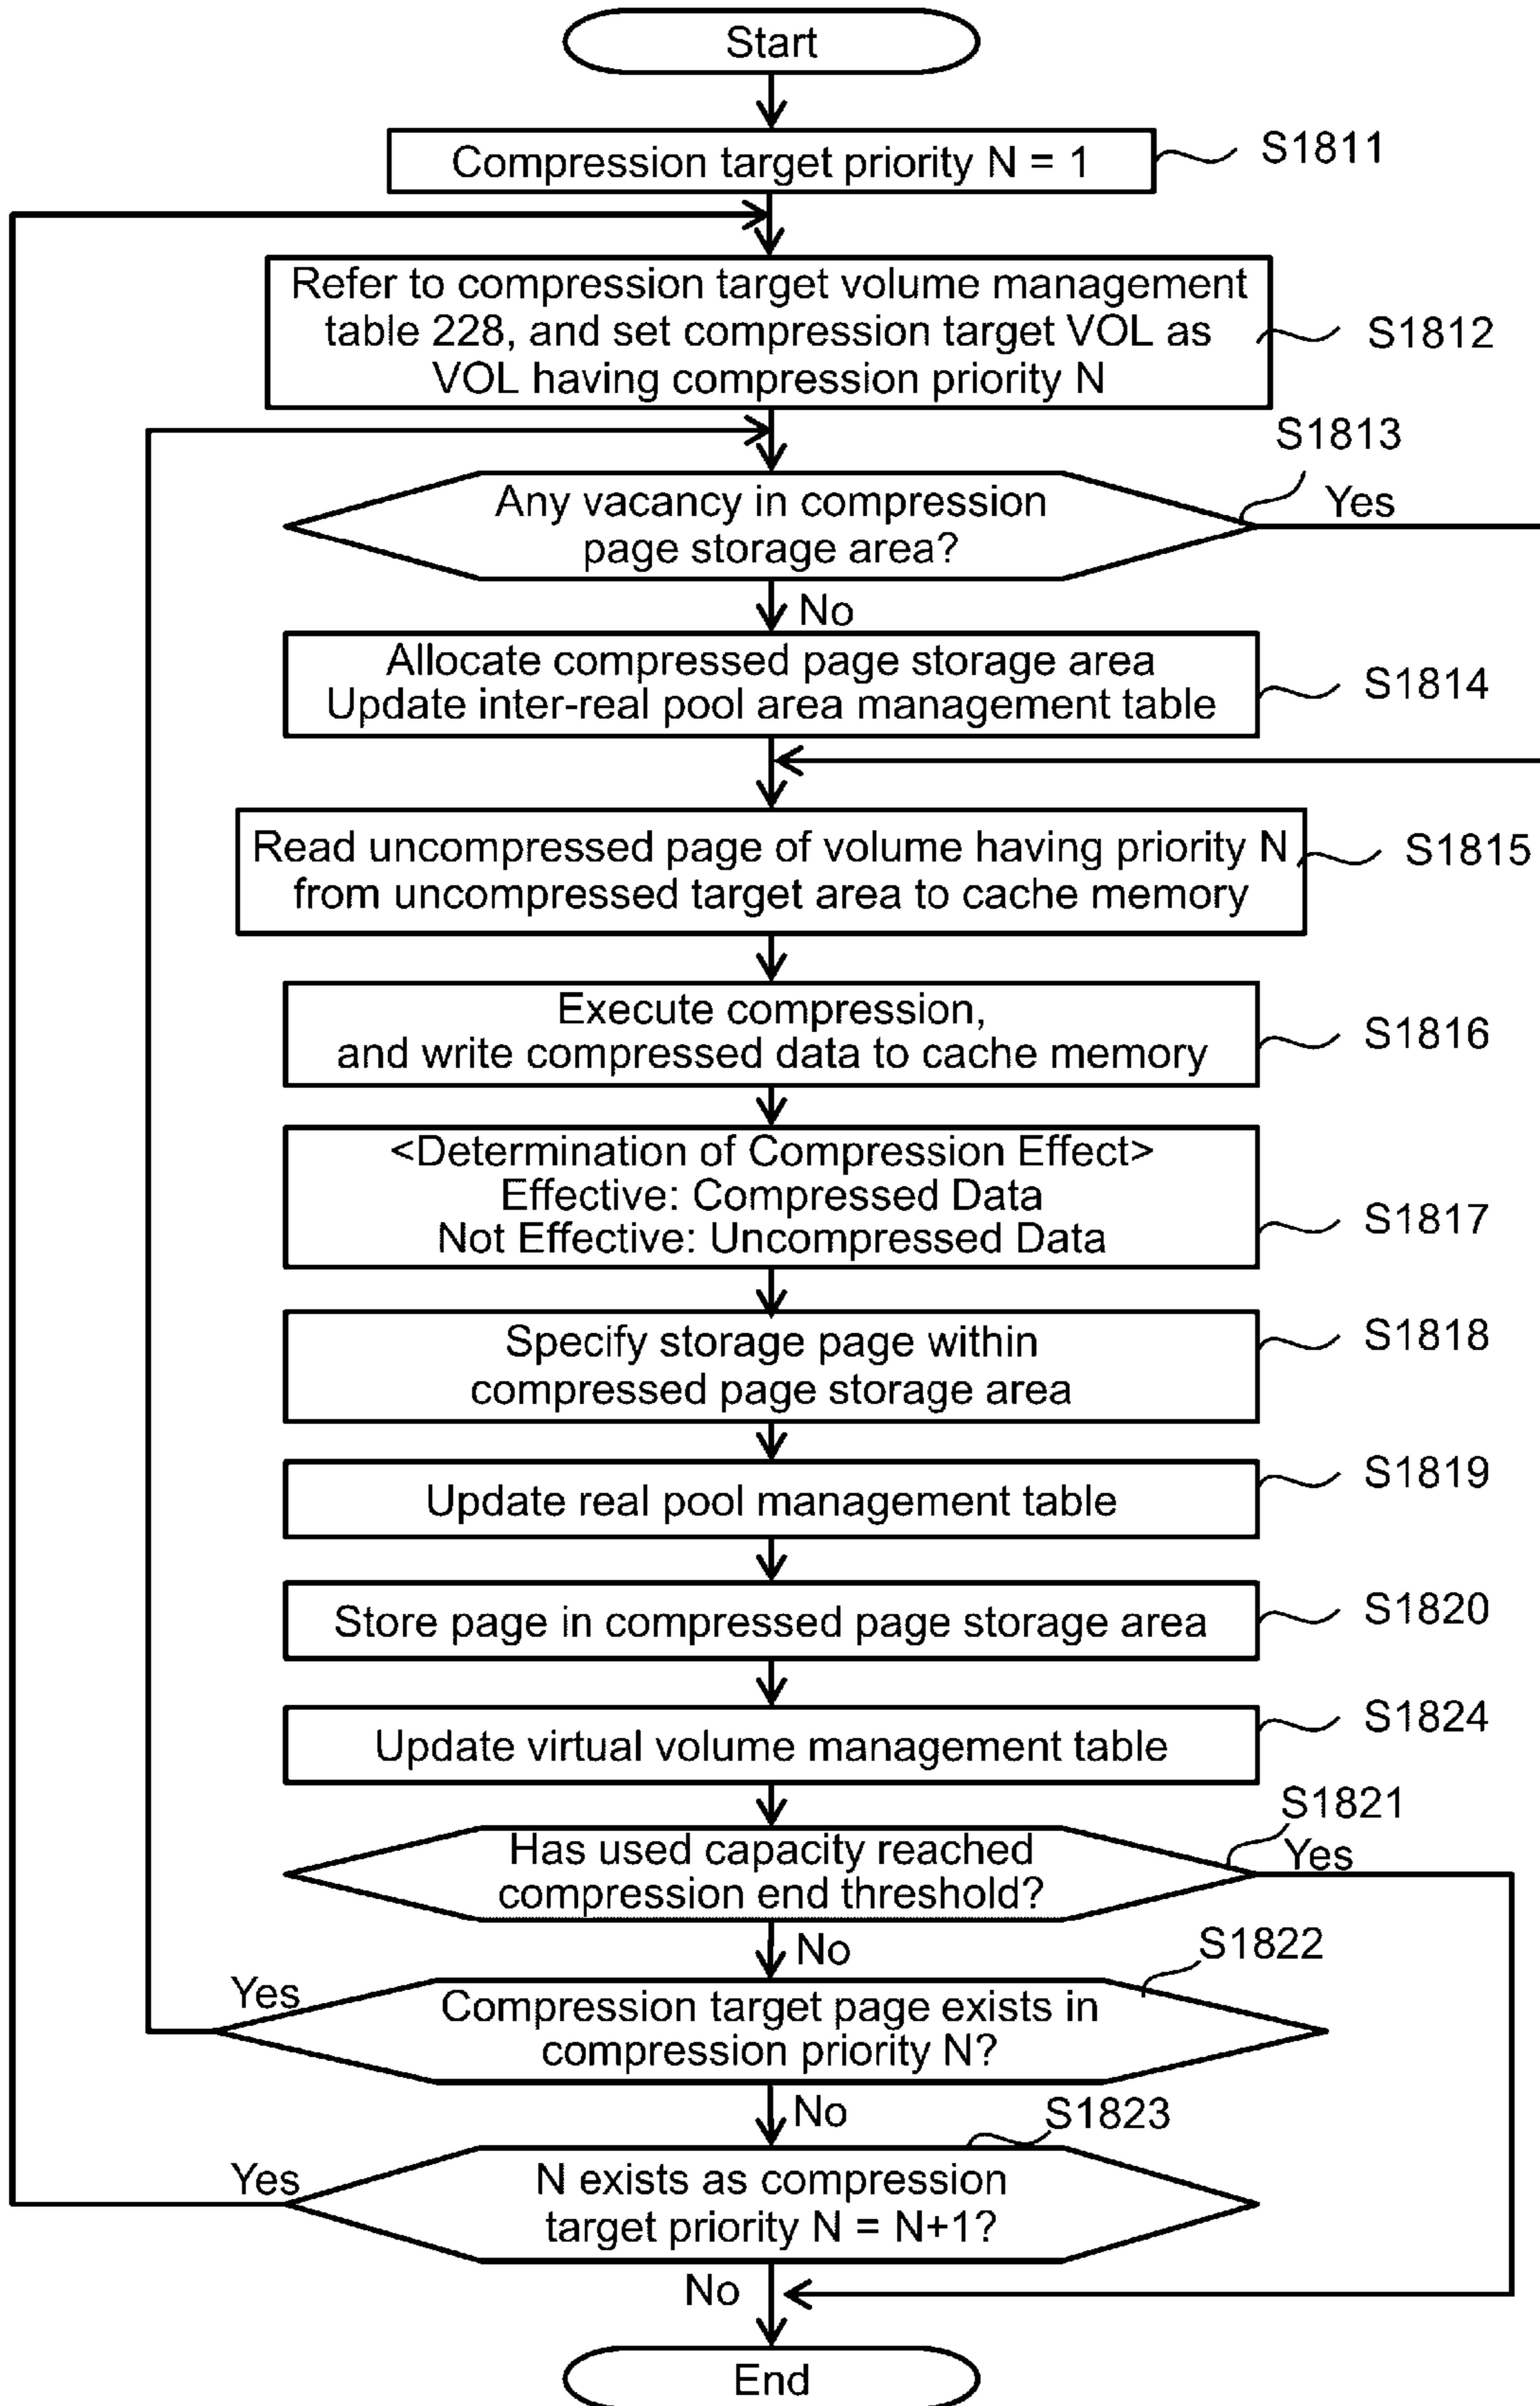 Start
Compression target priority N = 1
S1811
Refer to compression target volume management
table 228, and set compression target VOL as
VOL having compression priority N
S1812
S1813
Any vacancy in compression
page storage area?
Yes
No
Allocate compressed page storage area
Update inter-real pool area management table
S1814
Read uncompressed page of volume having priority N
from uncompressed target area to cache memory
S1815
Execute compression,
and write compressed data to cache memory
S1816
<Determination of Compression Effect>
Effective: Compressed Data
Not Effective: Uncompressed Data
S1817
Specify storage page within
compressed page storage area
S1818
Update real pool management table
S1819
Store page in compressed page storage area
S1820
Update virtual volume management table
S1824
S1821
Has used capacity reached
compression end threshold?
Yes
No
S1822
Yes
Compression target page exists in
compression priority N?
No
S1823
Yes
N exists as compression
target priority N = N+1?
No
End